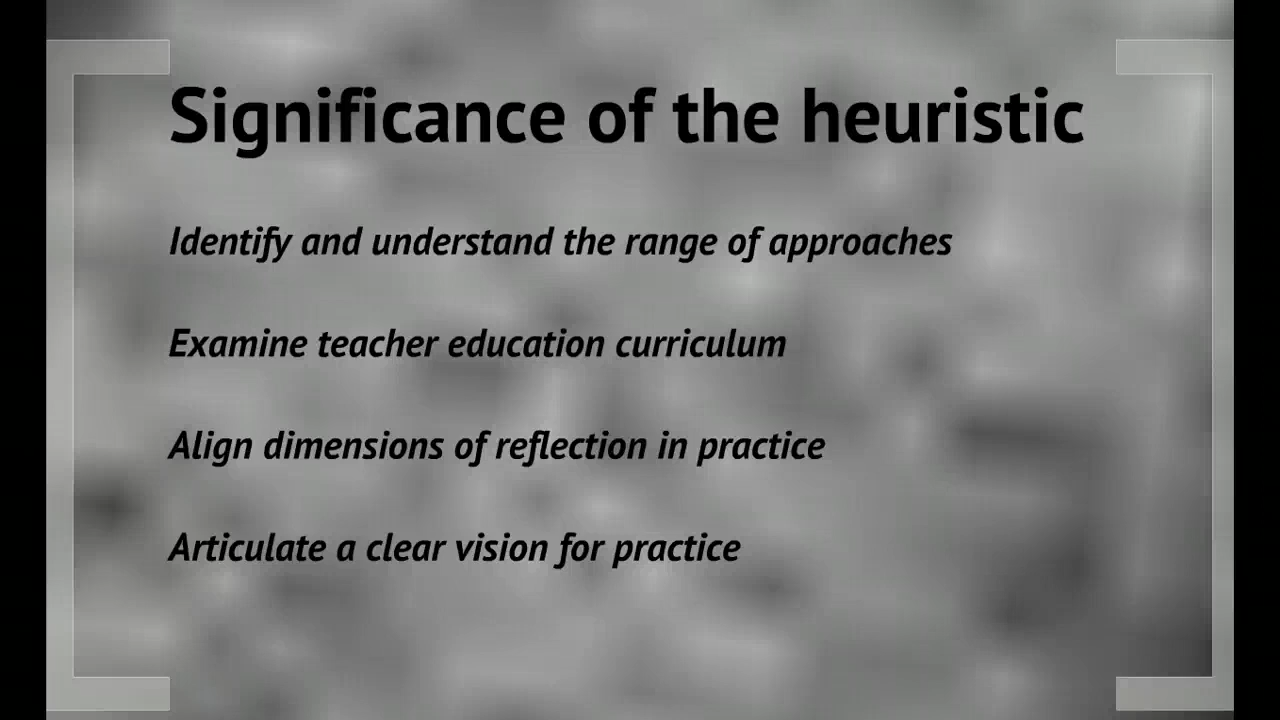 Significance of the heuristic
Identify and understand the range of approaches
Examine teacher education curriculum
Align dimensions of reflection in practice
Articulate a clear vision for practice